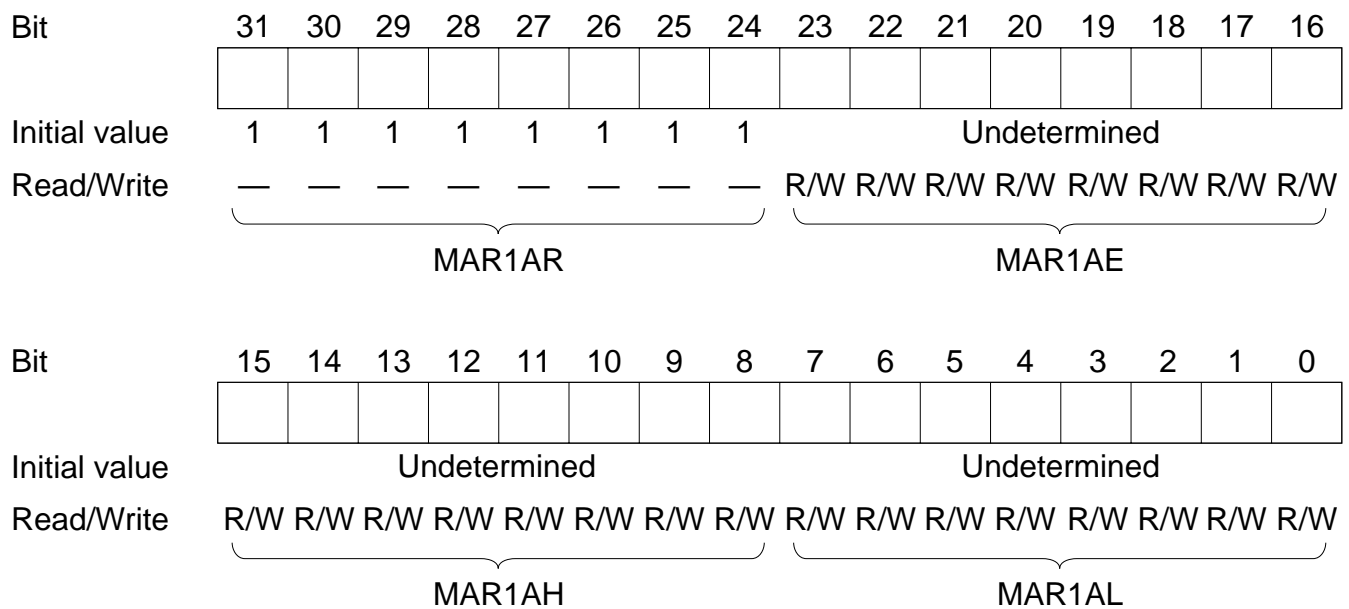 Bit 31 30 29 28 27 26 25 24 23 22 21 20 19 18 17 16
Initial value 1 1 1 1 1 1 1 1 Undetermined
Read/Write — — — — — — — — R/W R/W R/W R/W R/W R/W R/W R/W
MAR1AR MAR1AE
Bit 15 14 13 12 11 10 9 8 7 6 5 4 3 2 1 0
Initial value Undetermined Undetermined
Read/Write R/W R/W R/W R/W R/W R/W R/W R/W R/W R/W R/W R/W R/W R/W R/W R/W
MAR1AH MAR1AL